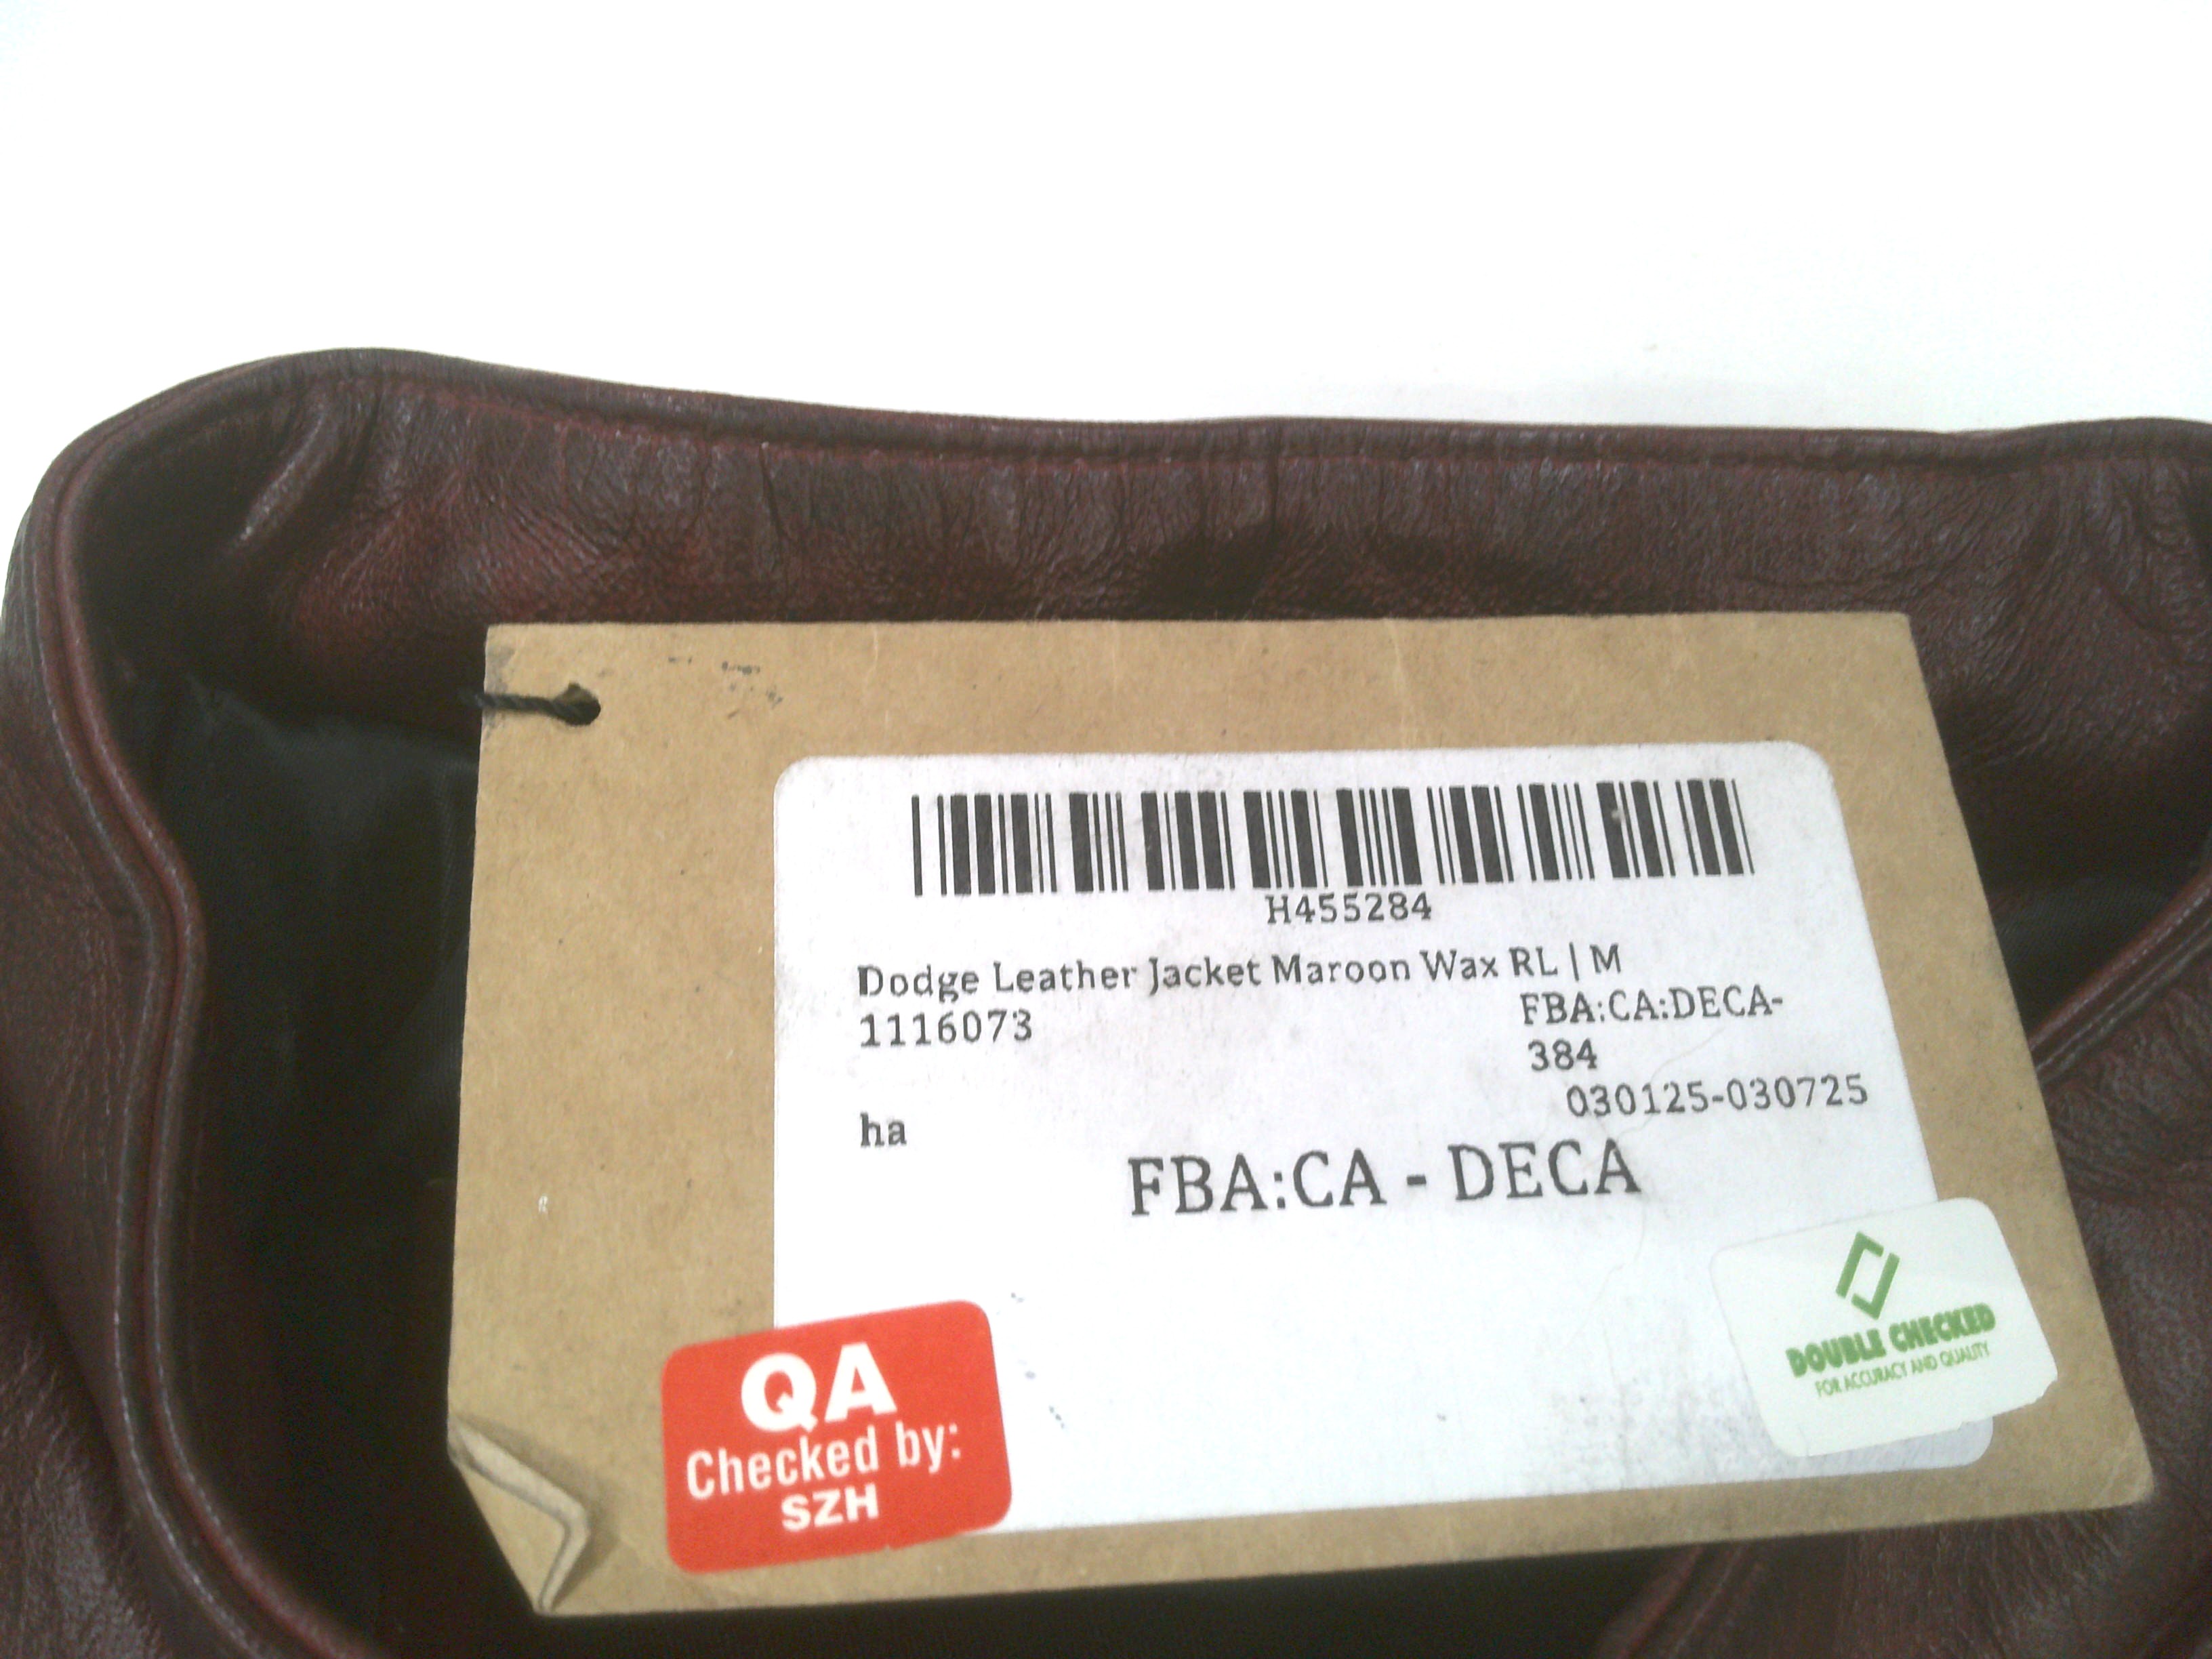 H455284
Dodge Leather Jacket Maroon Wax RL | M
1116073
FBA:CA:DECA-
384
030125-030725
ha
FBA:CA - DECA
QA
Checked by:
SZH
DOUBLE CHECKED
FOR ACCURACY AND QUALITY